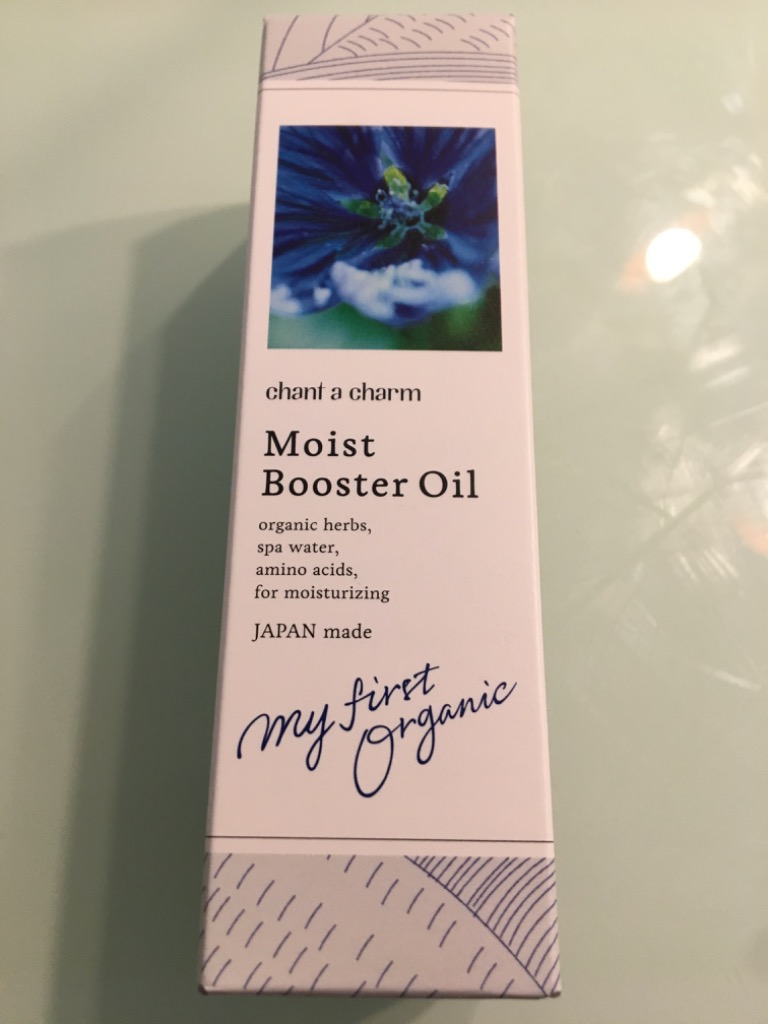 chant a charm
Moist
Booster Oil
organic herbs,
spa water,
amino acids,
for moisturizing
JAPAN made
my first
Organic